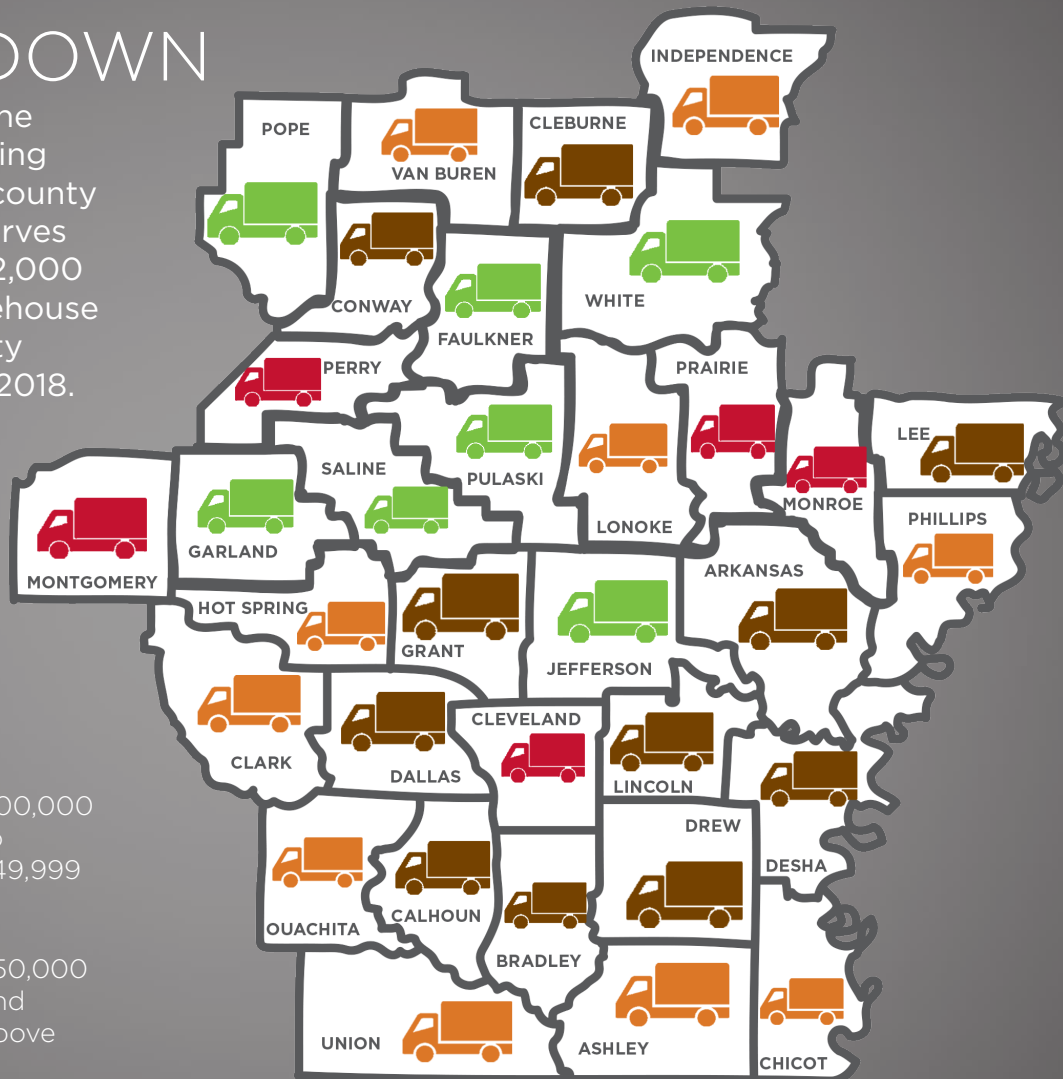 DOWN
ne
ing
county
rves
2,000
ehouse
ty
2018.
INDEPENDENCE
POPE
CLEBURNE
VAN BUREN
CONWAY
WHITE
FAULKNER
PERRY
PRAIRIE
LEE
SALINE
PULASKI
MONROE
PHILLIPS
LONOKE
GARLAND
MONTGOMERY
ARKANSAS
HOT SPRING
GRANT
JEFFERSON
CLEVELAND
CLARK
DALLAS
LINCOLN
00,000
49,999
50,000
nd
bove
DREW
DESHA
OUACHITA
CALHOUN
BRADLEY
UNION
ASHLEY
CHICOT